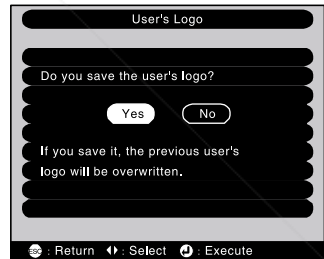 User's Logo
Do you save the user's logo?
Yes No
If you save it, the previous user's
logo will be overwritten.
ESC : Return : Select : Execute